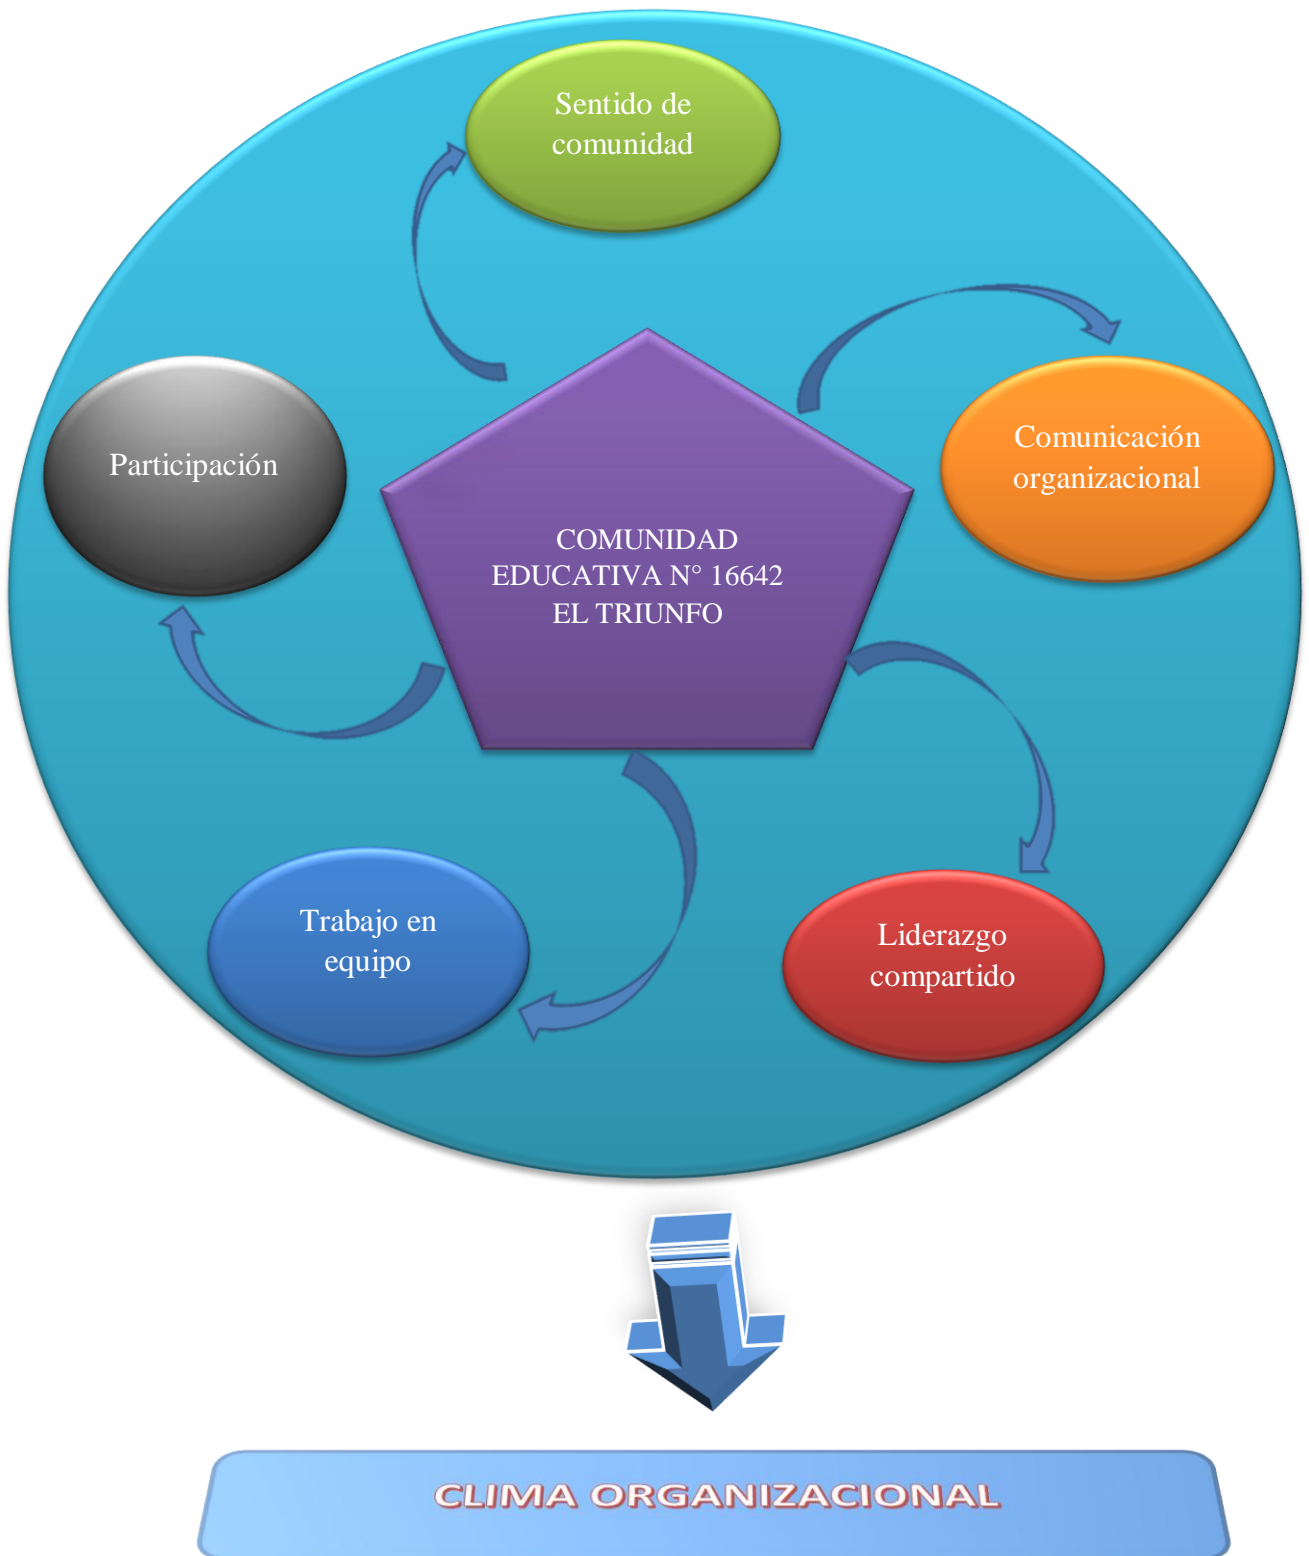 Sentido de
comunidad
Comunicación
organizacional
Participación
COMUNIDAD
EDUCATIVA N° 16642
EL TRIUNFO
Trabajo en
equipo
Liderazgo
compartido
CLIMA ORGANIZACIONAL